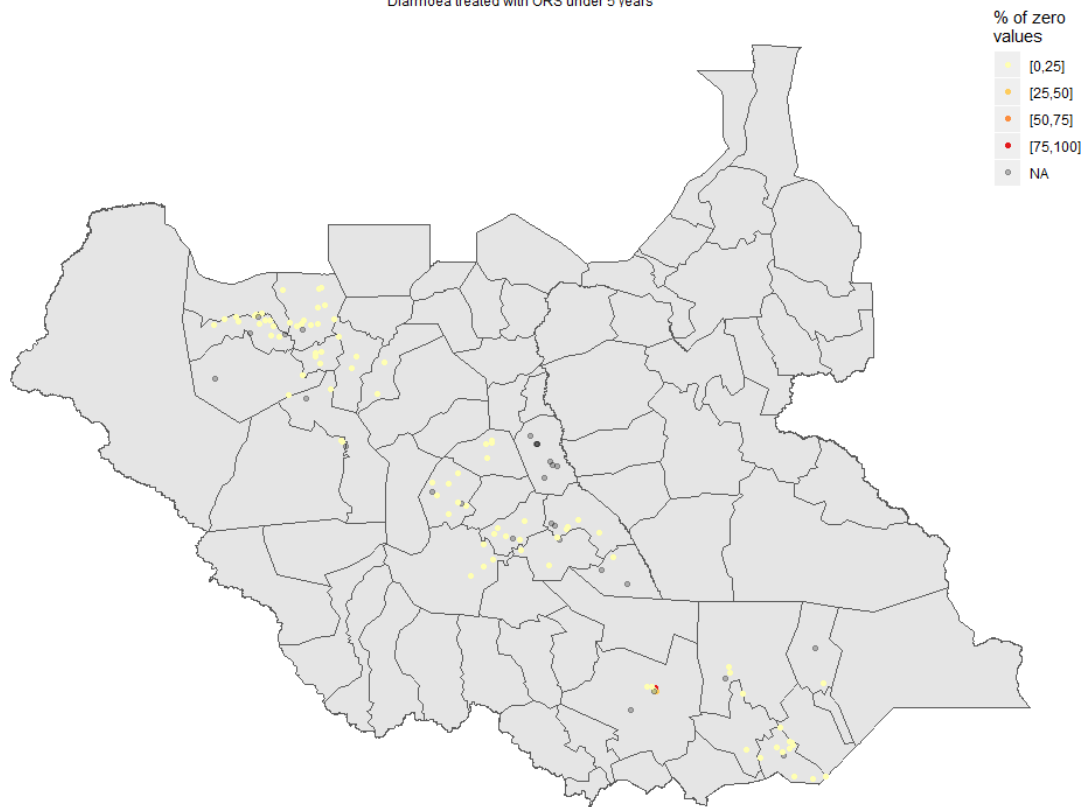 Diarrhoea treated with ORS under 5 years
% of zero
values
[0,25]
[25,50)
[50,75]
[75,100]
NA